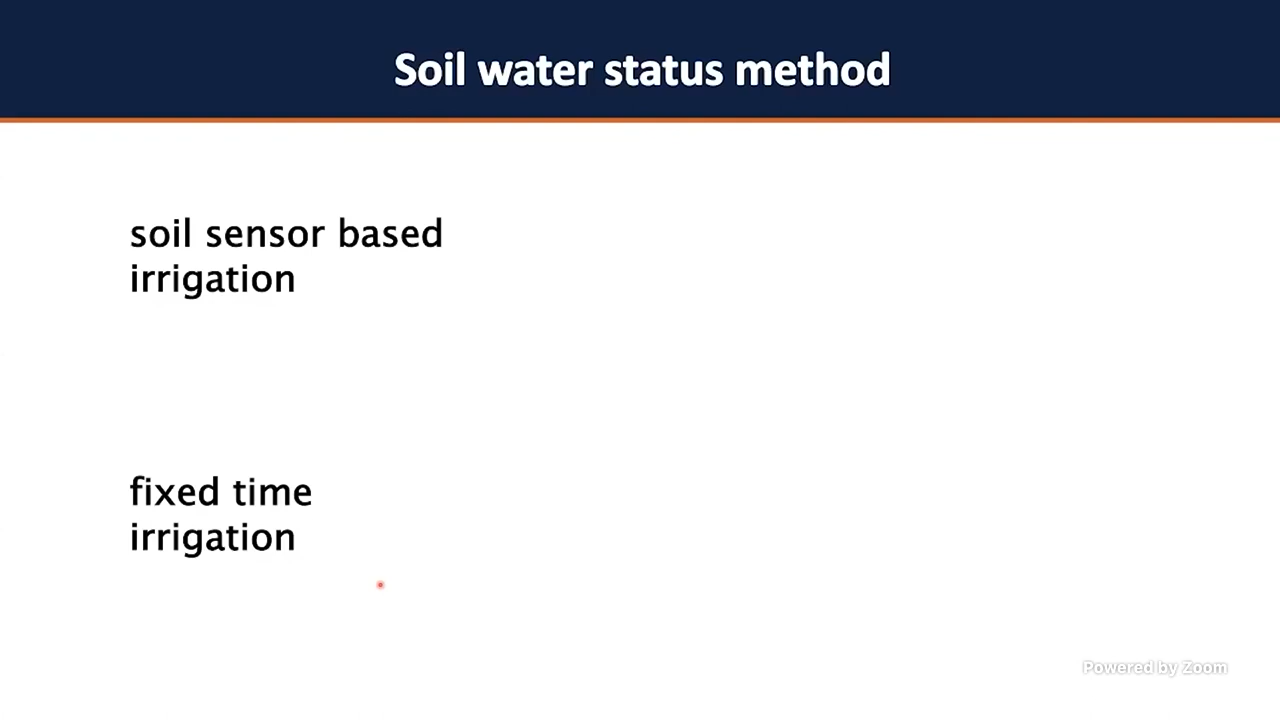 Soil water status method
soil sensor based
irrigation
fixed time
irrigation
Powered by Zoom